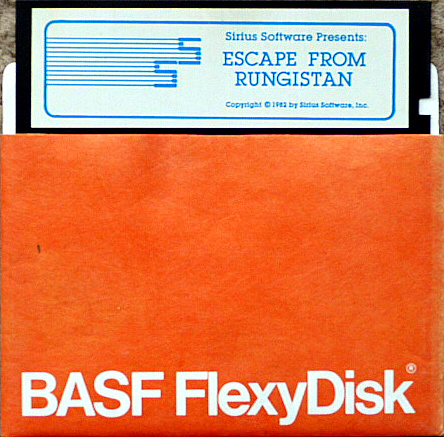 Sirius Software Presents:
ESCAPE FROM
RUNGISTAN
Copyright © 1982 by Sirius Software, Inc.
BASF FlexyDisk®